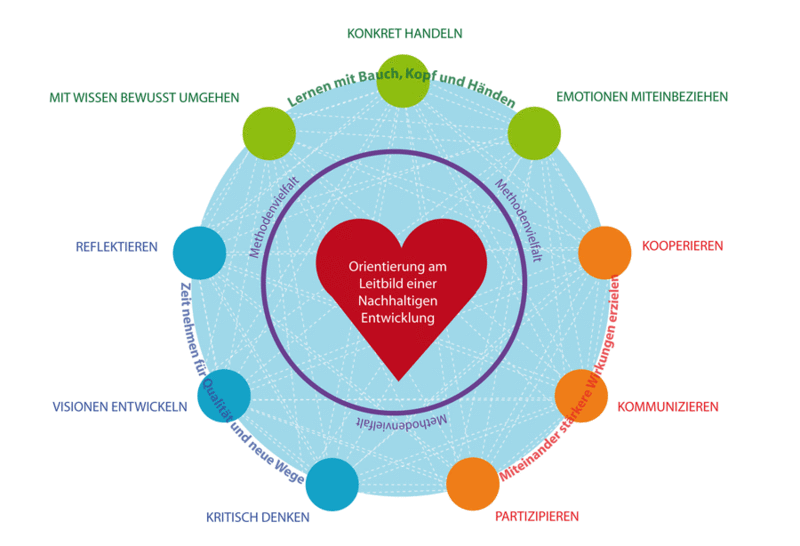 KONKRET HANDELN
Lernen mit Bauch, Kopf und Händen
MIT WISSEN BEWUSST UMGEHEN
EMOTIONEN MITEINBEZIEHEN
Methodenvielfalt
Methodenvielfalt
REFLEKTIEREN
KOOPERIEREN
Orientierung am
Leitbild einer
Nachhaltigen
Entwicklung
Zeit nehmen für Qualität und neue Wege
Miteinander stärkere Wirkungen erzielen
VISIONEN ENTWICKELN
KOMMUNIZIEREN
Methodenvielfalt
KRITISCH DENKEN
PARTIZIPIEREN